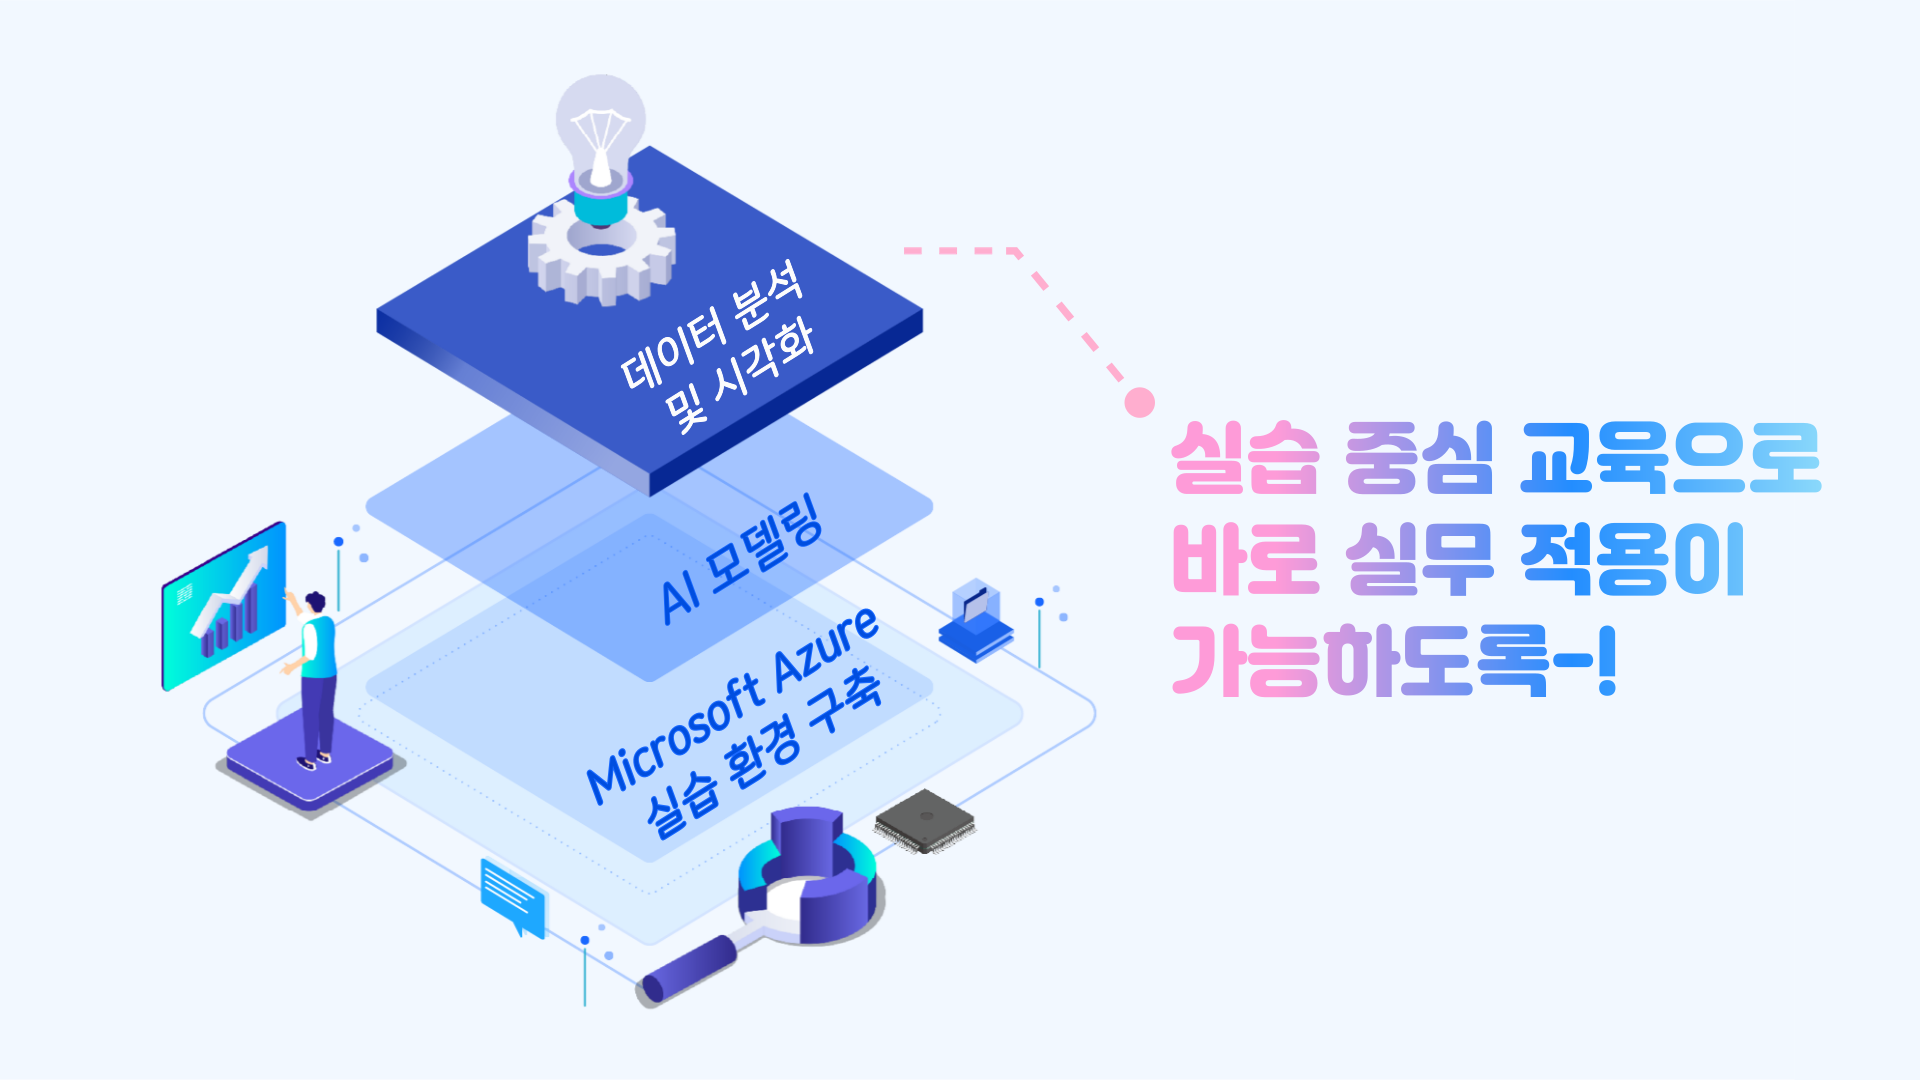 데이터 분석
및 시각화
AI 모델링
Microsoft Azure
실습 환경 구축
실습 중심 교육으로
바로 실무 적용이
가능하도록-!